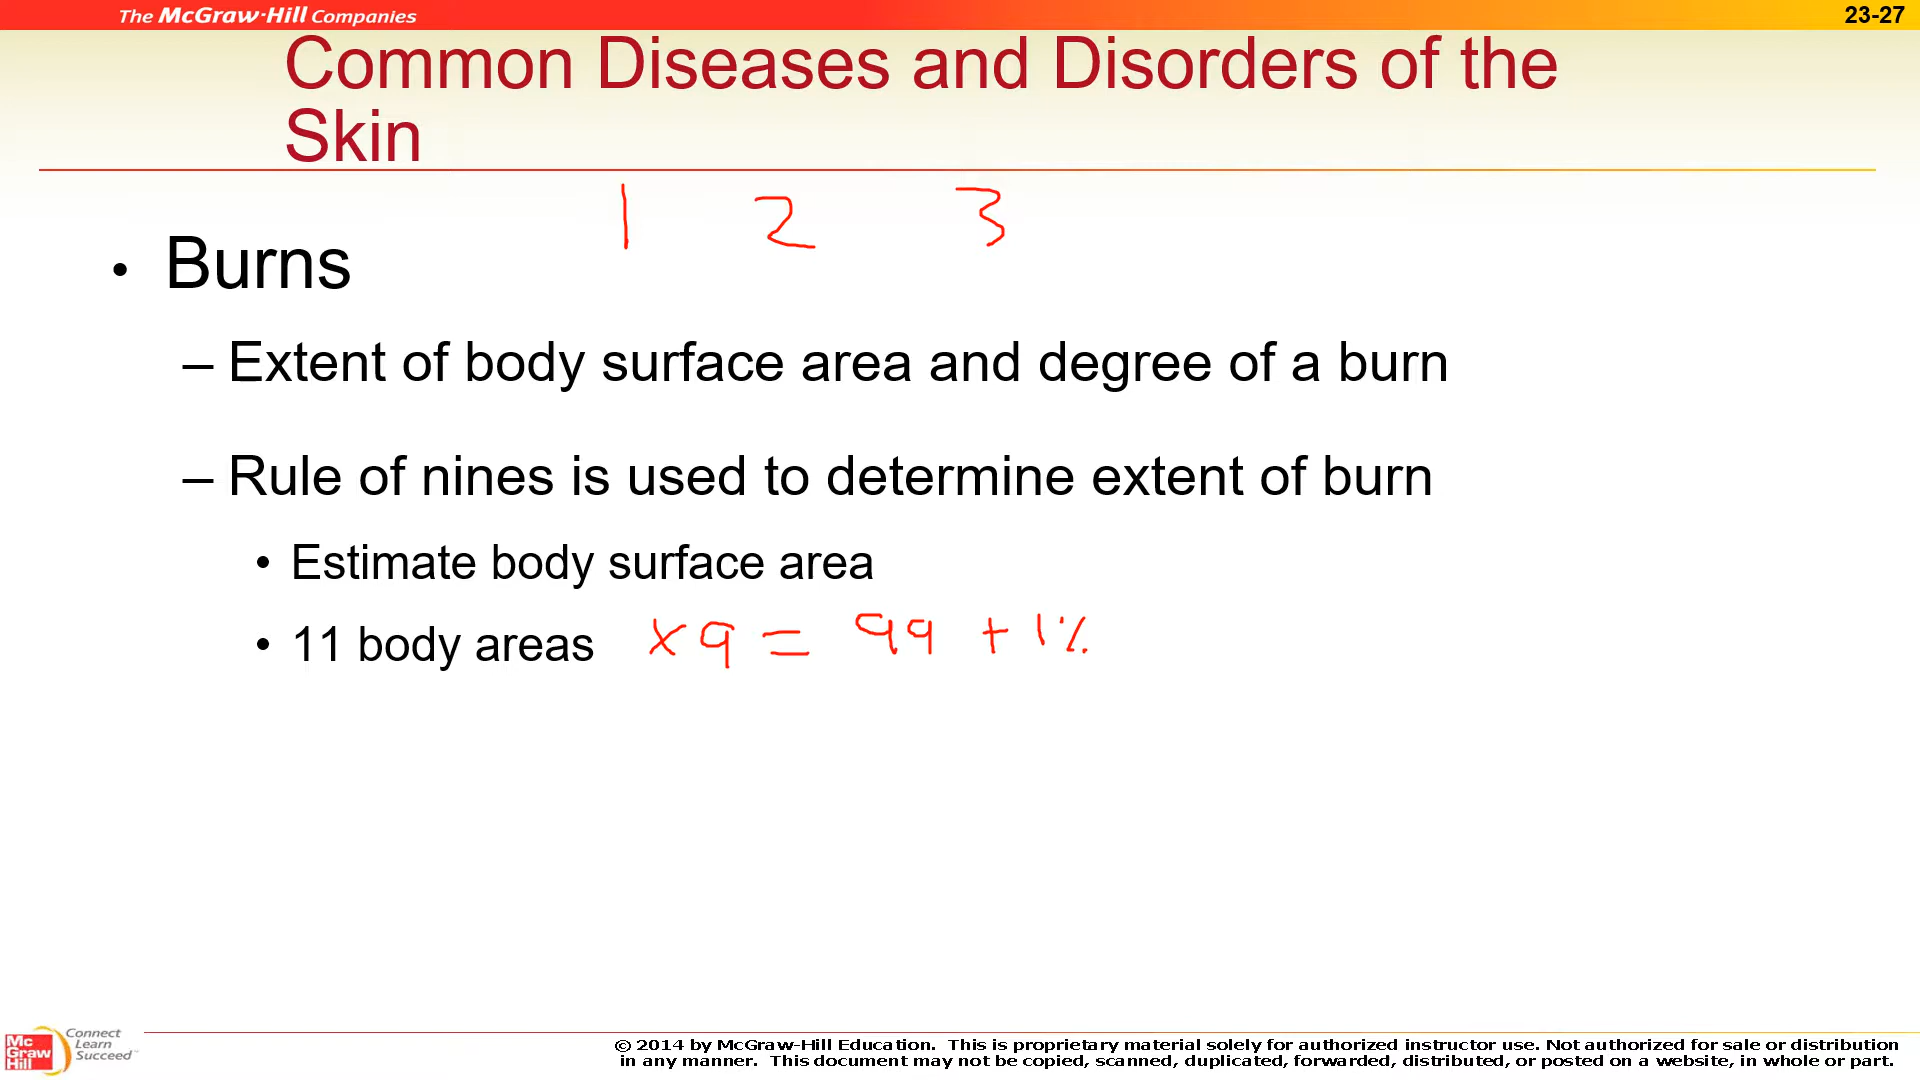 The McGraw-Hill Companies
23-27
Common Diseases and Disorders of the
Skin
1 2 3
• Burns
– Extent of body surface area and degree of a burn
– Rule of nines is used to determine extent of burn
• Estimate body surface area
• 11 body areas x 9 = 99 + 1%
Mc
Graw
Hill
Connect
Learn
Succeed™
© 2014 by McGraw-Hill Education. This is proprietary material solely for authorized instructor use. Not authorized for sale or distribution
in any manner. This document may not be copied, scanned, duplicated, forwarded, distributed, or posted on a website, in whole or part.